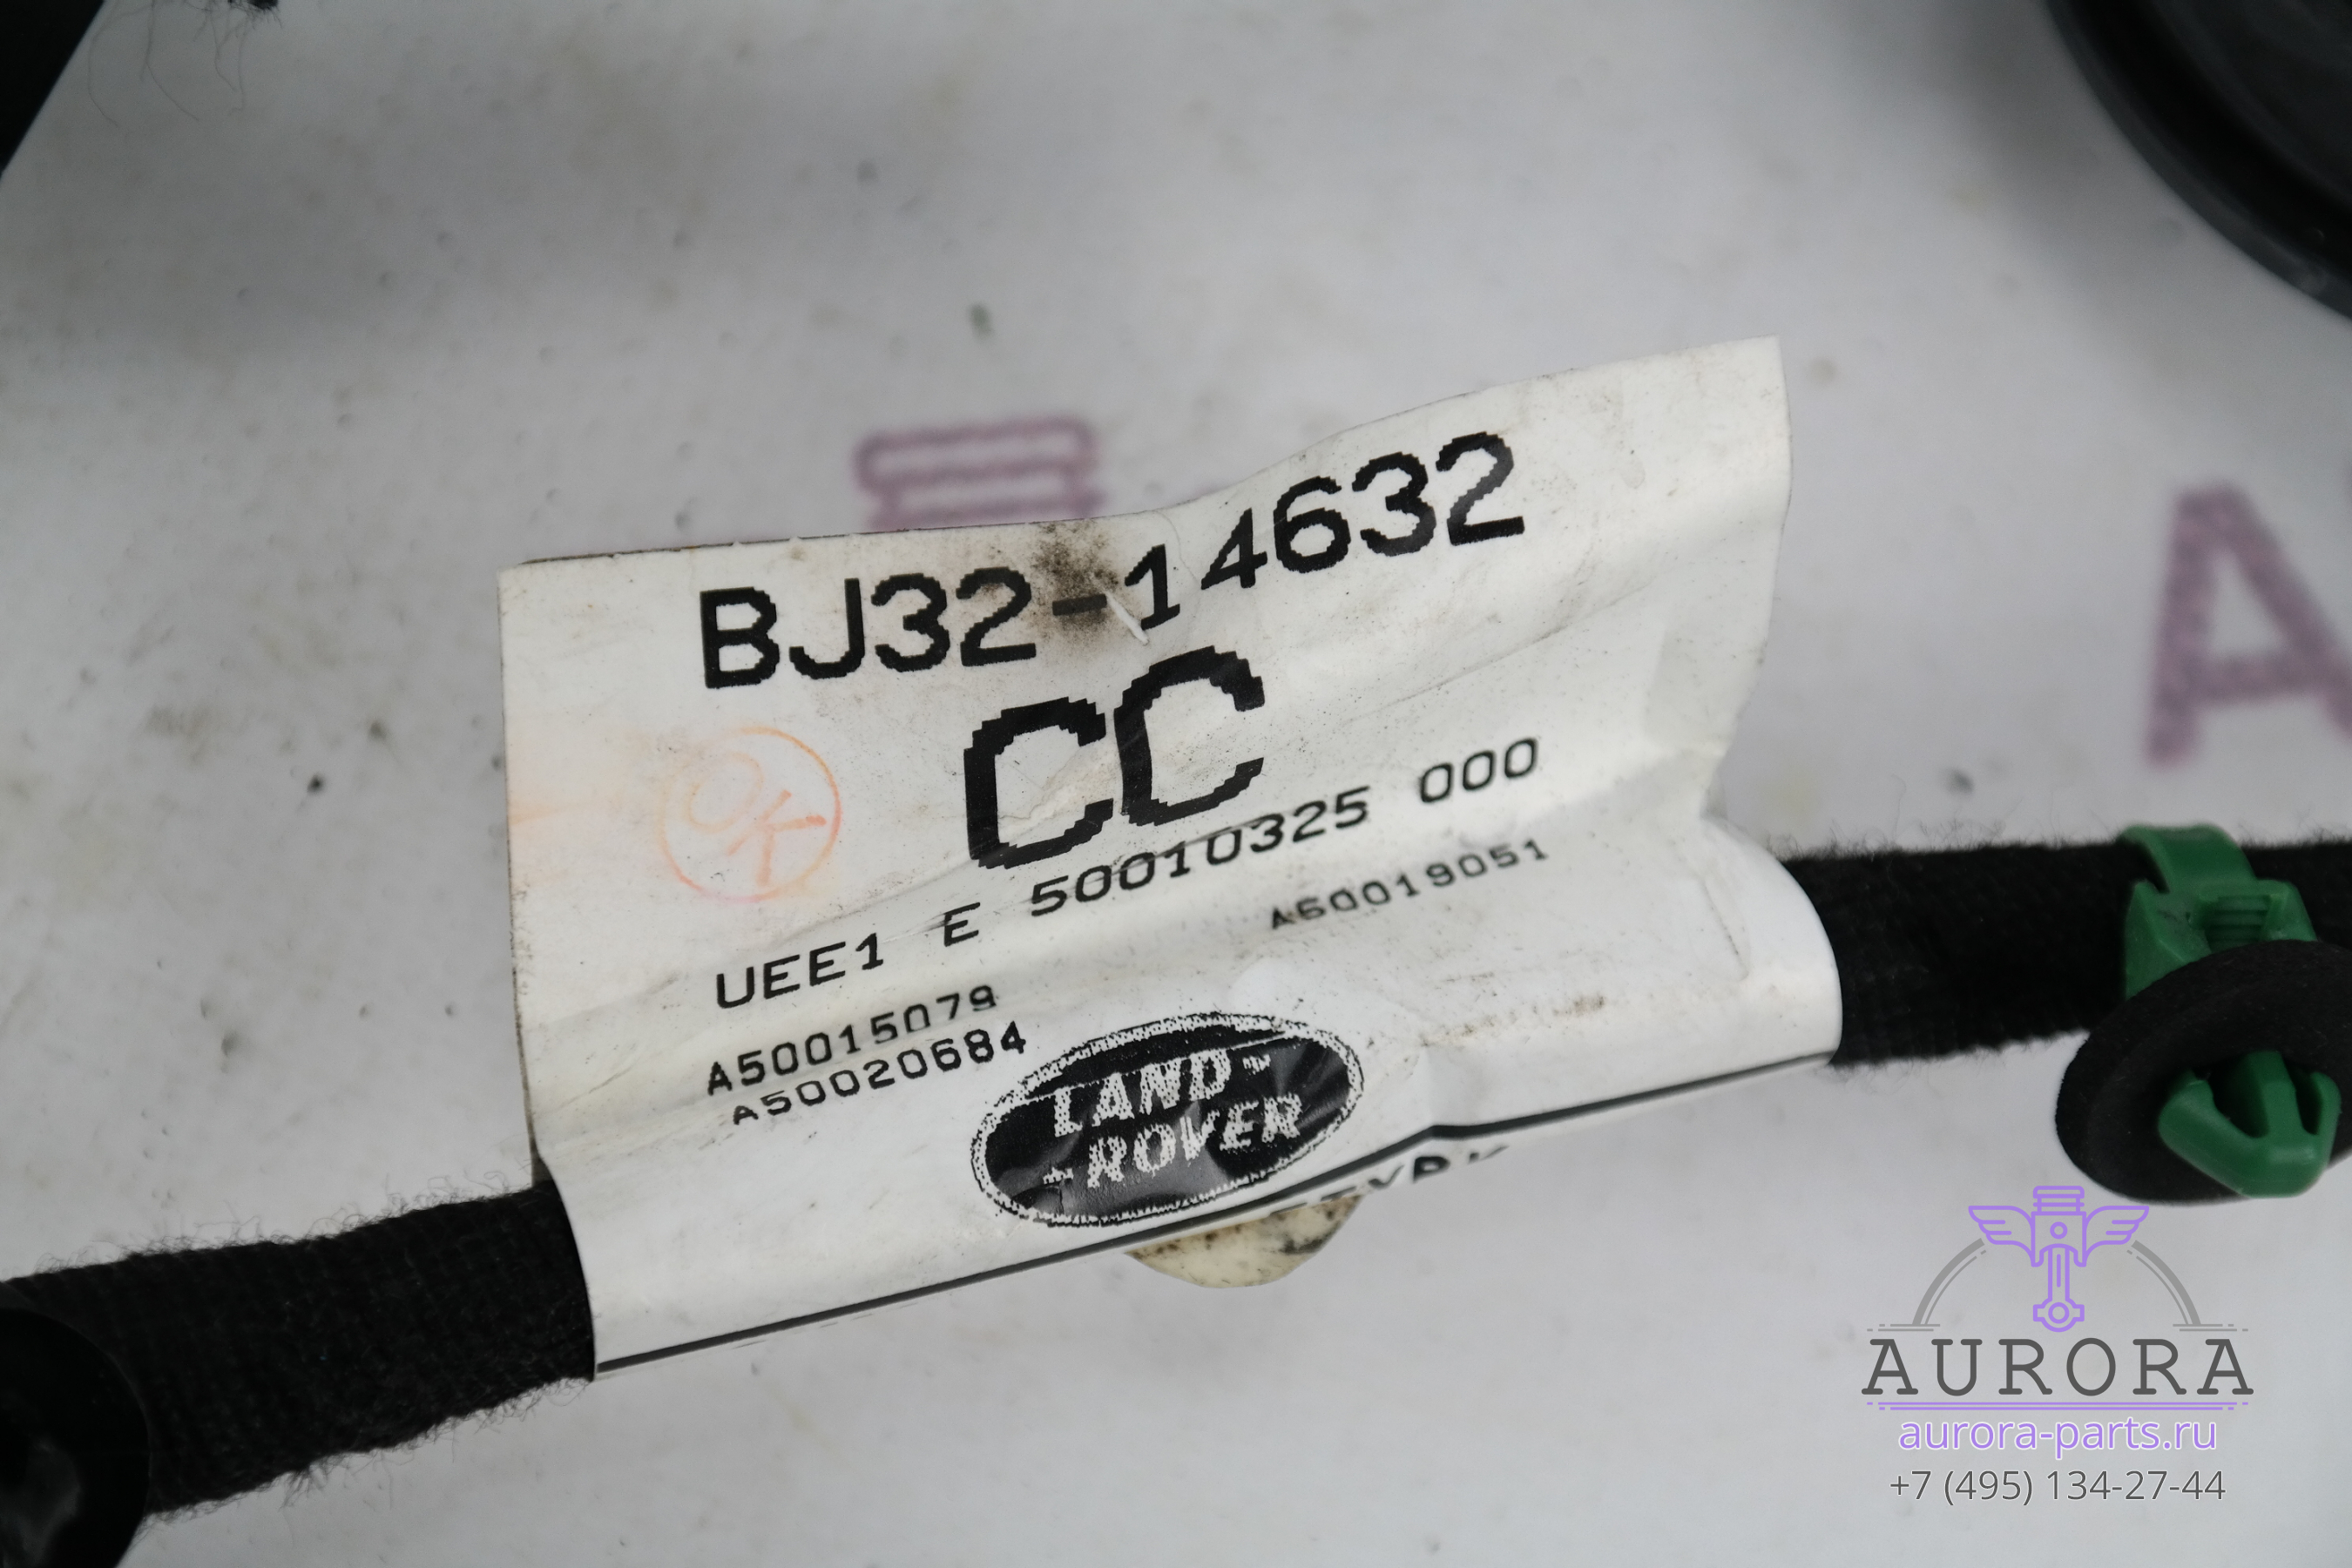 BJ32-14632
CC
OK
UEE1 E 50010325 000
A50015079
A50019051
A50020684
LAND-
-ROVER
A
AURORA
aurora-parts.ru
+7 (495) 134-27-44